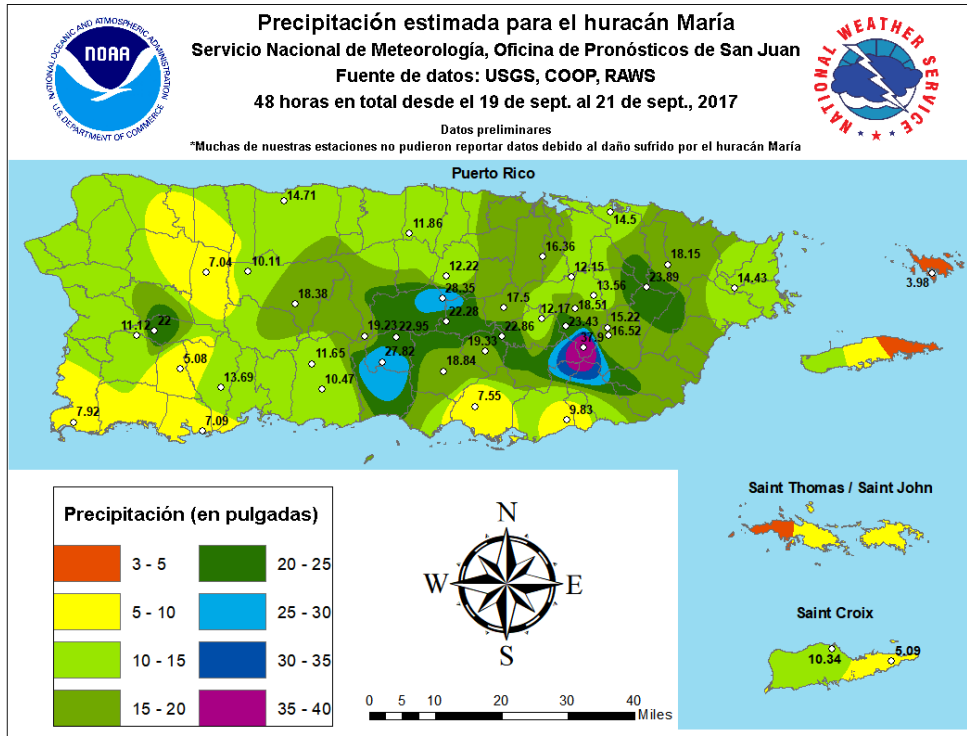 Precipitación estimada para el huracán María
Servicio Nacional de Meteorología, Oficina de Pronósticos de San Juan
Fuente de datos: USGS, COOP, RAWS
48 horas en total desde el 19 de sept. al 21 de sept., 2017
Datos preliminares
*Muchas de nuestras estaciones no pudieron reportar datos debido al daño sufrido por el huracán María
NATIONAL OCEANIC AND ATMOSPHERIC ADMINISTRATION
NOAA
U.S. DEPARTMENT OF COMMERCE
NATIONAL WEATHER SERVICE
Puerto Rico
14.71
14.5
11.86
16.36
18.15
7.04
10.11
12.22
12.15
23.89
14.43
3.98
18.38
28.35
17.5
13.56
18.51
12.17
11.12
22
22.28
23.43
15.22
16.52
19.23
22.95
22.86
19.33
37.9
5.08
11.65
27.82
18.84
13.69
10.47
7.55
9.83
7.92
7.09
Precipitación (en pulgadas)
3 - 5
20 - 25
5 - 10
25 - 30
10 - 15
30 - 35
15 - 20
35 - 40
N
W
E
S
0
10
20
30
40
Miles
Saint Thomas / Saint John
Saint Croix
10.34
5.09